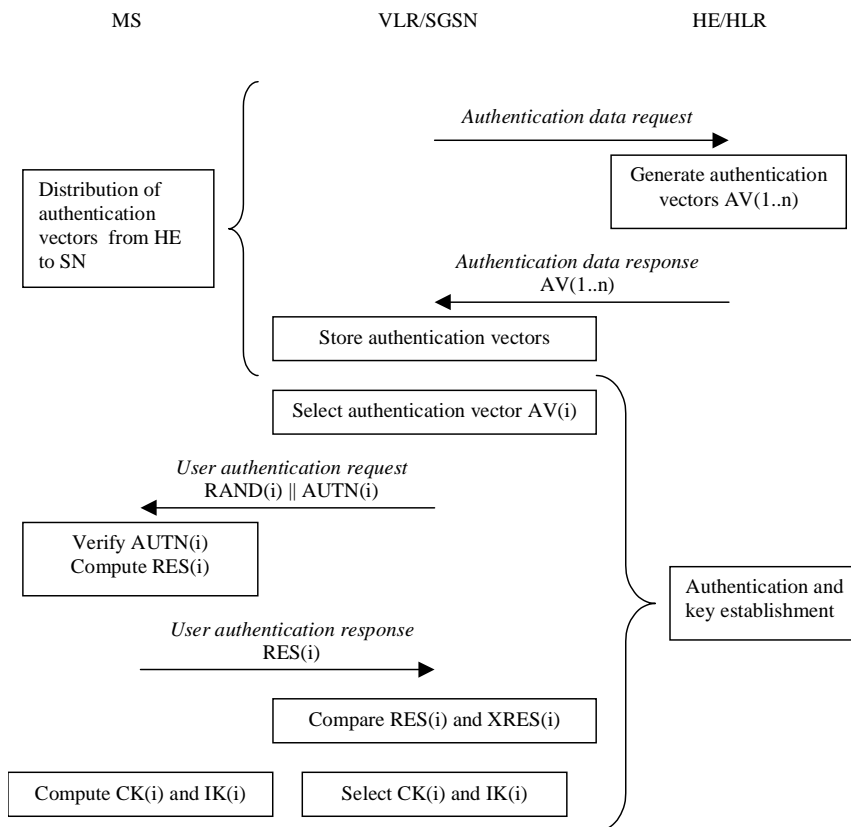 MS VLR/SGSN HE/HLR
Authentication data request
Distribution of
authentication
vectors from HE
to SN
Generate authentication
vectors AV(1..n)
Authentication data response
AV(1..n)
Store authentication vectors
Select authentication vector AV(i)
User authentication request
RAND(i) || AUTN(i)
Verify AUTN(i)
Compute RES(i)
Authentication and
key establishment
User authentication response
RES(i)
Compare RES(i) and XRES(i)
Compute CK(i) and IK(i)
Select CK(i) and IK(i)